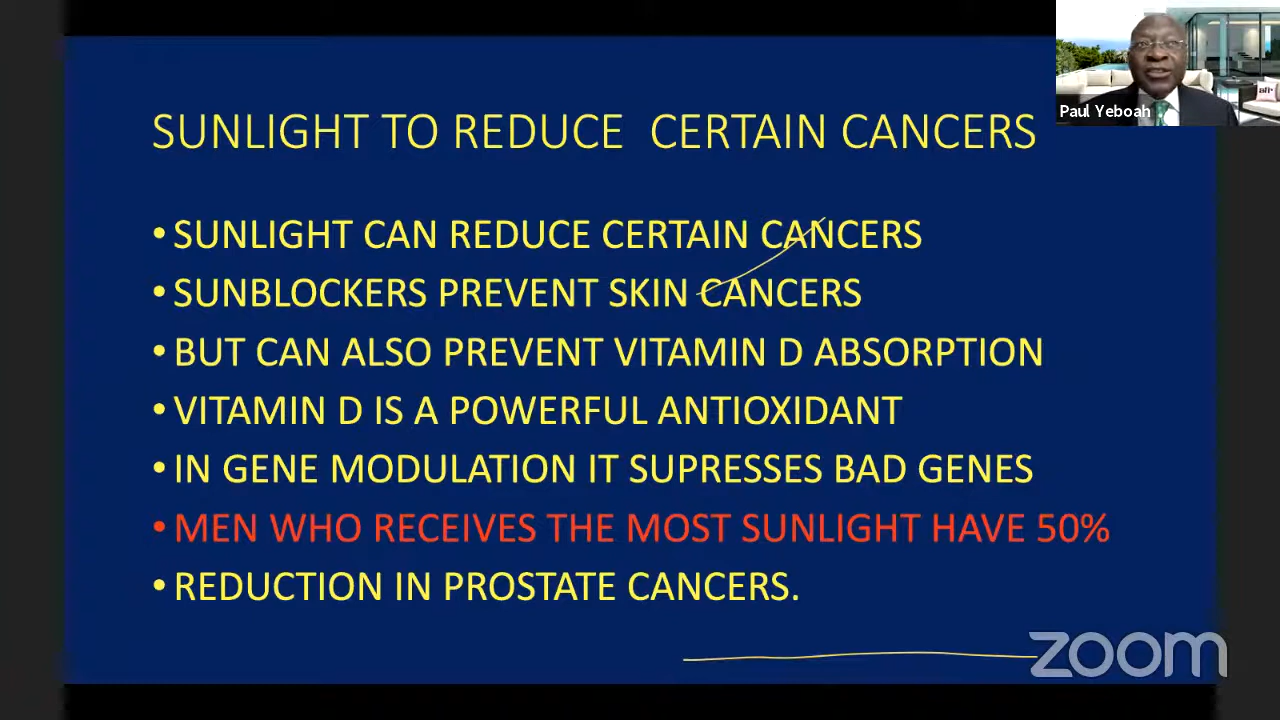 SUNLIGHT TO REDUCE CERTAIN CANCERS
• SUNLIGHT CAN REDUCE CERTAIN CANCERS
• SUNBLOCKERS PREVENT SKIN CANCERS
• BUT CAN ALSO PREVENT VITAMIN D ABSORPTION
• VITAMIN D IS A POWERFUL ANTIOXIDANT
• IN GENE MODULATION IT SUPRESSES BAD GENES
• MEN WHO RECEIVES THE MOST SUNLIGHT HAVE 50%
• REDUCTION IN PROSTATE CANCERS.
Paul Yeboah
zoom